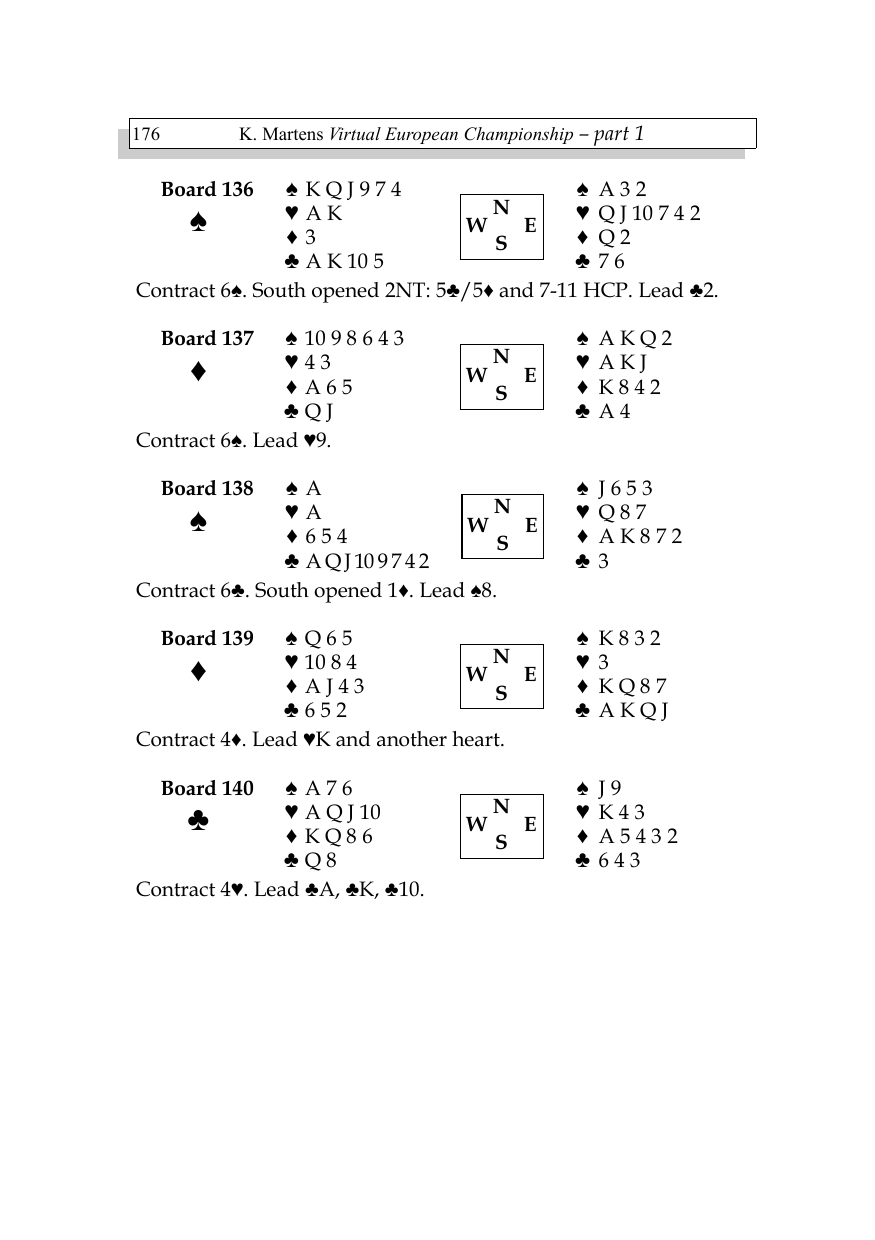 176 K. Martens Virtual European Championship – part 1
Board 136 ♠ K Q J 9 7 4 N ♠ A 3 2
♠ ♥ A K W E ♥ Q J 10 7 4 2
♦ 3 S ♦ Q 2
♣ A K 10 5 ♣ 7 6
Contract 6♠. South opened 2NT: 5♣/5♦ and 7-11 HCP. Lead ♣2.
Board 137 ♠ 10 9 8 6 4 3 N ♠ A K Q 2
♦ ♥ 4 3 W E ♥ A K J
♦ A 6 5 S ♦ K 8 4 2
♣ Q J ♣ A 4
Contract 6♠. Lead ♥9.
Board 138 ♠ A N ♠ J 6 5 3
♠ ♥ A W E ♥ Q 8 7
♦ 6 5 4 S ♦ A K 8 7 2
♣ A Q J 10 9 7 4 2 ♣ 3
Contract 6♣. South opened 1♦. Lead ♠8.
Board 139 ♠ Q 6 5 N ♠ K 8 3 2
♦ ♥ 10 8 4 W E ♥ 3
♦ A J 4 3 S ♦ K Q 8 7
♣ 6 5 2 ♣ A K Q J
Contract 4♦. Lead ♥K and another heart.
Board 140 ♠ A 7 6 N ♠ J 9
♣ ♥ A Q J 10 W E ♥ K 4 3
♦ K Q 8 6 S ♦ A 5 4 3 2
♣ Q 8 ♣ 6 4 3
Contract 4♥. Lead ♣A, ♣K, ♣10.